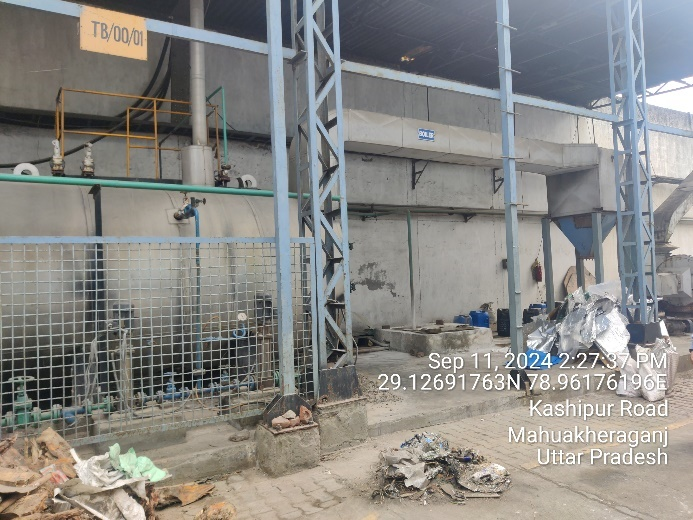 TB/00/01
BOILER
Sep 11, 2024 2:27:37 PM
29.12691763N 78.96176196E
Kashipur Road
Mahuakheraganj
Uttar Pradesh